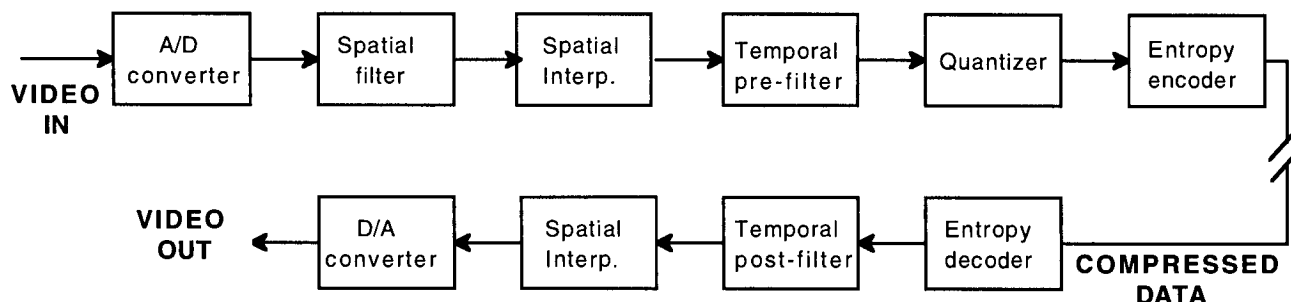 VIDEO
IN
A/D
converter
Spatial
filter
Spatial
Interp.
Temporal
pre-filter
Quantizer
Entropy
encoder
VIDEO
OUT
D/A
converter
Spatial
Interp.
Temporal
post-filter
Entropy
decoder
COMPRESSED
DATA